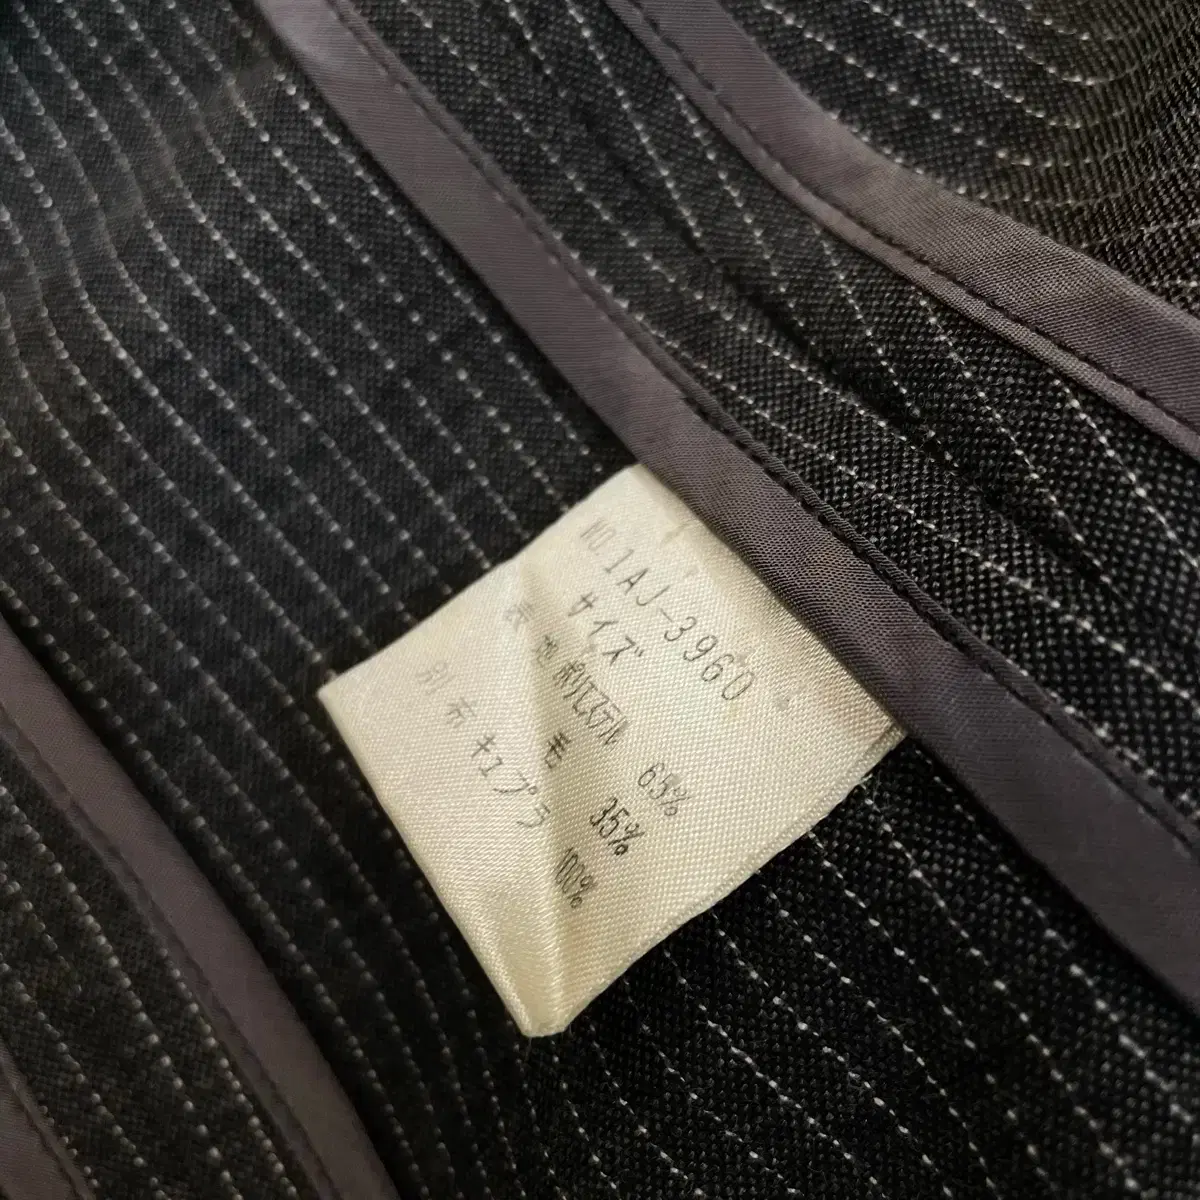 NO.1AJ-3960
サイズ
表地 ポリエステル 65%
毛 35%
別布 キュプラ 100%